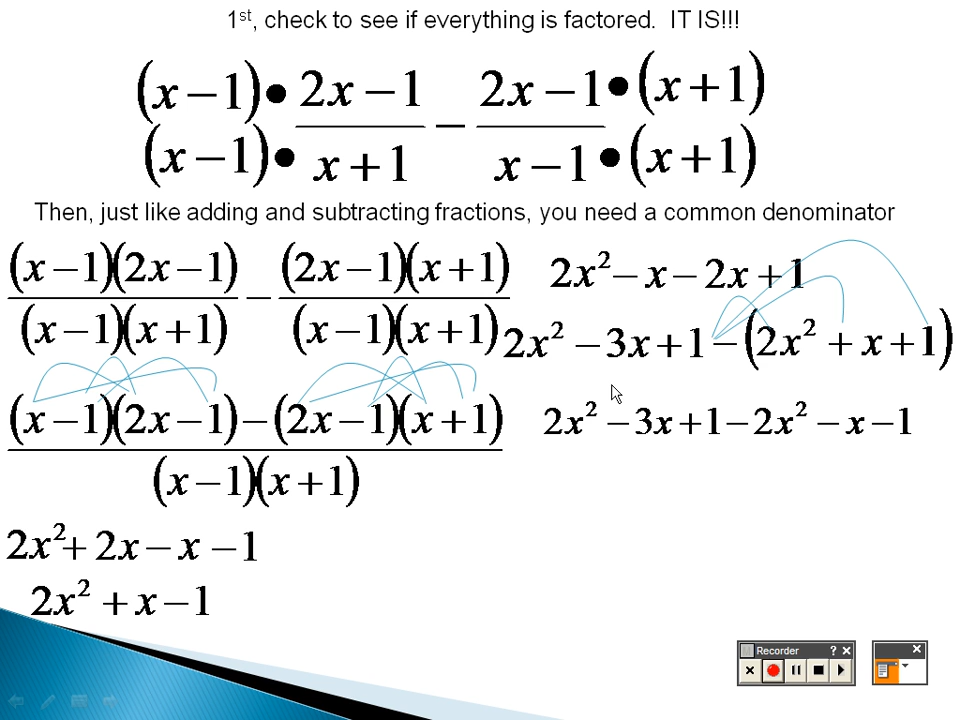 1st, check to see if everything is factored. IT IS!!!
(x − 1) • 2x − 1 − 2x − 1 • (x + 1)
(x − 1) • x + 1 x − 1 • (x + 1)
Then, just like adding and subtracting fractions, you need a common denominator
(x − 1)(2x − 1) − (2x − 1)(x + 1)
(x − 1)(x + 1) (x − 1)(x + 1)
2x² − x − 2x + 1
2x² − 3x + 1 − (2x² + x + 1)
(x − 1)(2x − 1) − (2x − 1)(x + 1)
(x − 1)(x + 1)
2x² − 3x + 1 − 2x² − x − 1
2x² + 2x − x − 1
2x² + x − 1
Recorder